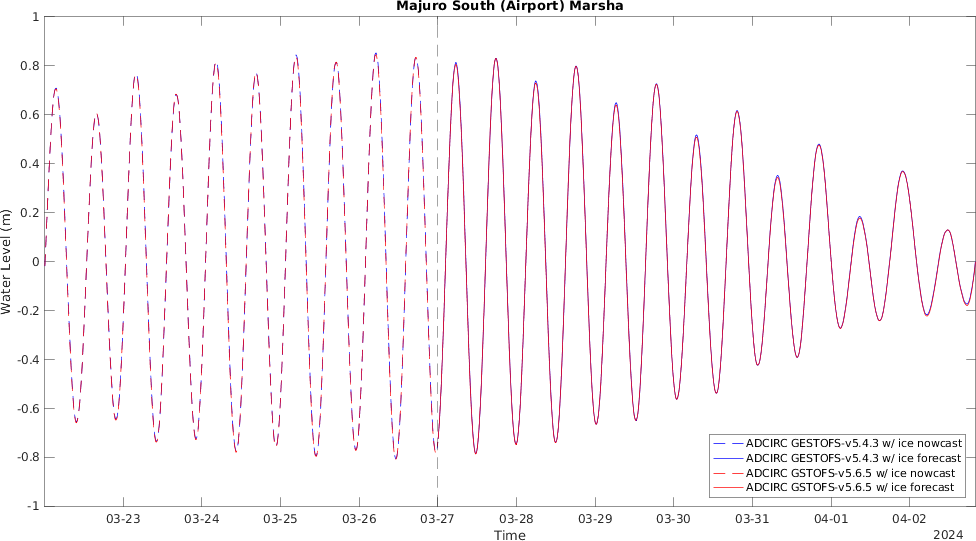 Majuro South (Airport) Marsha
1
0.8
0.6
0.4
0.2
0
-0.2
-0.4
-0.6
-0.8
-1
Water Level (m)
03-23 03-24 03-25 03-26 03-27 03-28 03-29 03-30 03-31 04-01 04-02
Time
2024
ADCIRC GESTOFS-v5.4.3 w/ ice nowcast
ADCIRC GESTOFS-v5.4.3 w/ ice forecast
ADCIRC GSTOFS-v5.6.5 w/ ice nowcast
ADCIRC GSTOFS-v5.6.5 w/ ice forecast